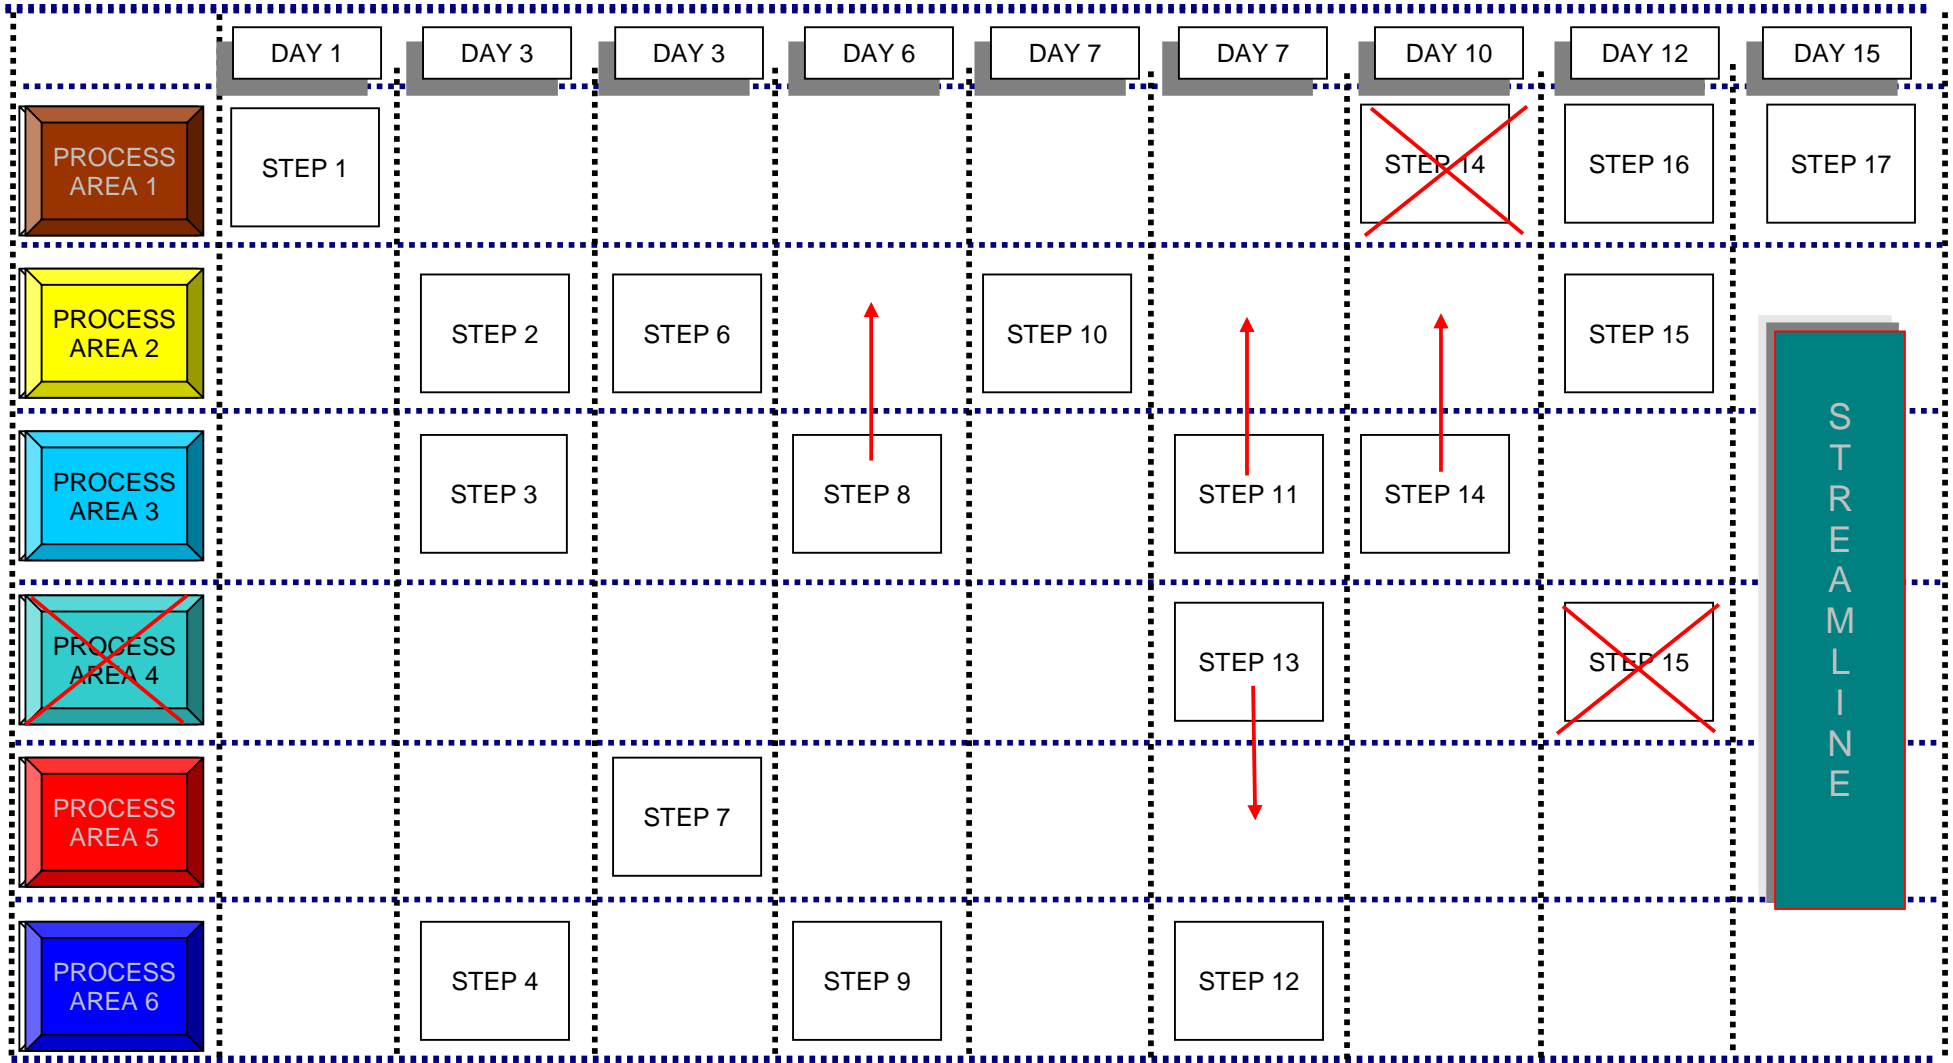 DAY 1
DAY 3
DAY 3
DAY 6
DAY 7
DAY 7
DAY 10
DAY 12
DAY 15
PROCESS
AREA 1
STEP 1
STEP 14
STEP 16
STEP 17
PROCESS
AREA 2
STEP 2
STEP 6
STEP 10
STEP 15
PROCESS
AREA 3
STEP 3
STEP 8
STEP 11
STEP 14
PROCESS
AREA 4
STEP 13
STEP 15
PROCESS
AREA 5
STEP 7
PROCESS
AREA 6
STEP 4
STEP 9
STEP 12
STREAMLINE